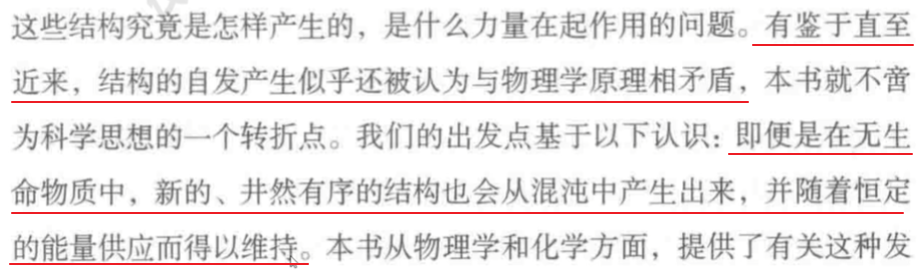 这些结构究竟是怎样产生的，是什么力量在起作用的问题。有鉴于直至
近来，结构的自发产生似乎还被认为与物理学原理相矛盾，本书就不啻
为科学思想的一个转折点。我们的出发点基于以下认识：即便是在无生
命物质中，新的、井然有序的结构也会从混沌中产生出来，并随着恒定
的能量供应而得以维持。本书从物理学和化学方面，提供了有关这种发